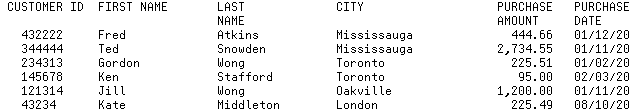 CUSTOMER ID FIRST NAME LAST CITY PURCHASE PURCHASE
NAME AMOUNT DATE
432222 Fred Atkins Mississauga 444.66 01/12/20
344444 Ted Snowden Mississauga 2,734.55 01/11/20
234313 Gordon Wong Toronto 225.51 01/02/20
145678 Ken Stafford Toronto 95.00 02/03/20
121314 Jill Wong Oakville 1,200.00 01/11/20
43234 Kate Middleton London 225.49 08/10/20